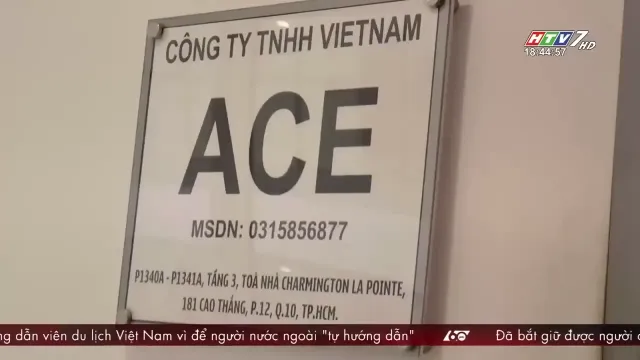 CÔNG TY TNHH VIETNAM
ACE
MSDN: 0315856877
P1340A - P1341A, TẦNG 3, TOÀ NHÀ CHARMINGTON LA POINTE,
181 CAO THẮNG, P.12, Q.10, TP.HCM.
HTV7 HD
18:44:57
dẫn viên du lịch Việt Nam vì để người nước ngoài "tự hướng dẫn" 60 Đã bắt giữ được người